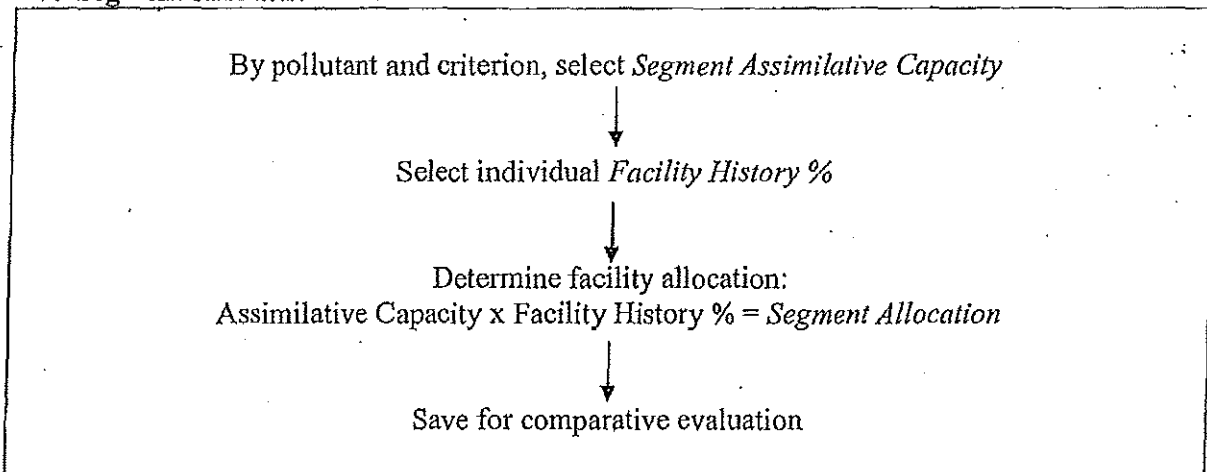 By pollutant and criterion, select Segment Assimilative Capacity
Select individual Facility History %
Determine facility allocation:
Assimilative Capacity x Facility History % = Segment Allocation
Save for comparative evaluation